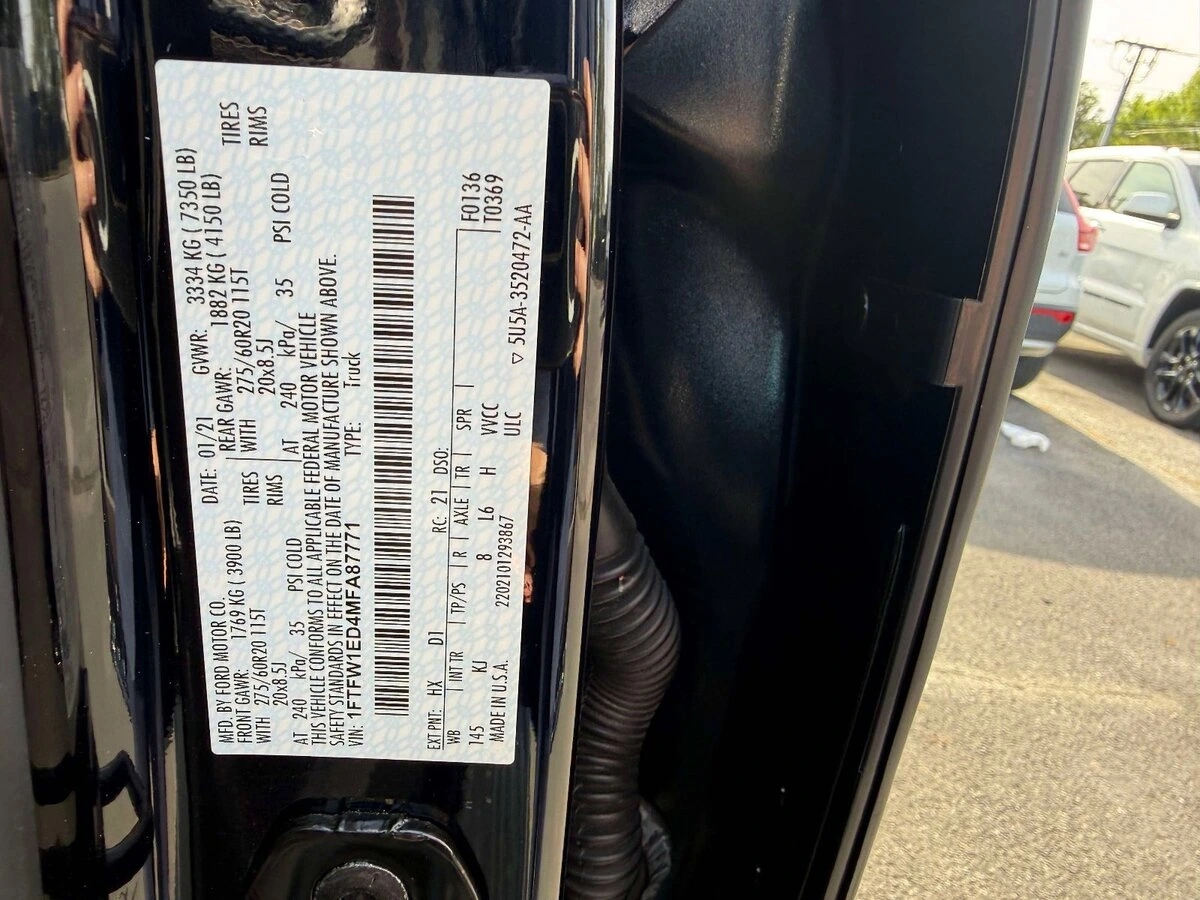 MFD. BY FORD MOTOR CO.
DATE: 01/21 GVWR: 3334 KG ( 7350 LB)
FRONT GAWR: 1769 KG ( 3900 LB) REAR GAWR: 1882 KG ( 4150 LB)
WITH 275/60R20 115T TIRES WITH 275/60R20 115T TIRES
20x8.5J RIMS 20x8.5J RIMS
AT 240 kPa/ 35 PSI COLD AT 240 kPa/ 35 PSI COLD
THIS VEHICLE CONFORMS TO ALL APPLICABLE FEDERAL MOTOR VEHICLE
SAFETY STANDARDS IN EFFECT ON THE DATE OF MANUFACTURE SHOWN ABOVE.
VIN: 1FTFW1ED4MFA87771 TYPE: Truck
EXT PNT: HX D1 RC: 21 DSO: F0136
WB INT TR TP/PS R AXLE TR SPR T0369
145 KJ 8 L6 H VVCC
MADE IN U.S.A. 2202101293867 ULC ▽ 5U5A-3520472-AA